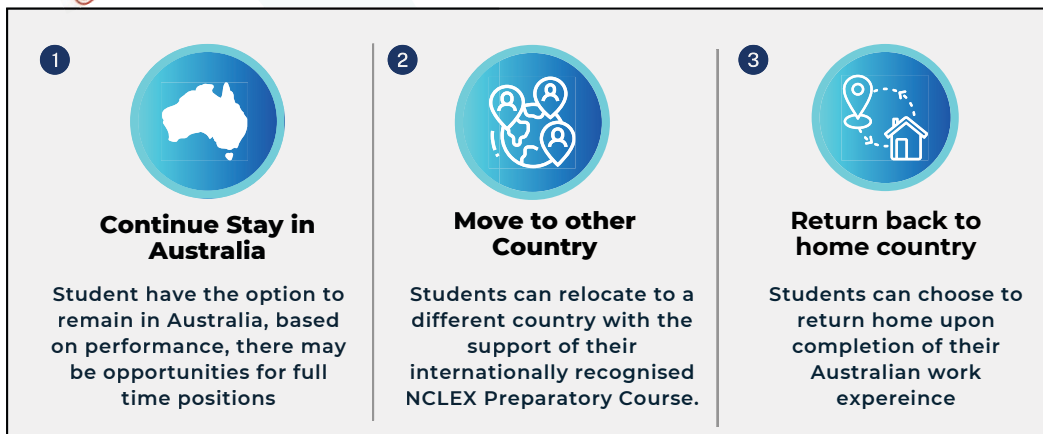 1
Continue Stay in
Australia
Student have the option to
remain in Australia, based
on performance, there may
be opportunities for full
time positions
2
Move to other
Country
Students can relocate to a
different country with the
support of their
internationally recognised
NCLEX Preparatory Course.
3
Return back to
home country
Students can choose to
return home upon
completion of their
Australian work
expereince